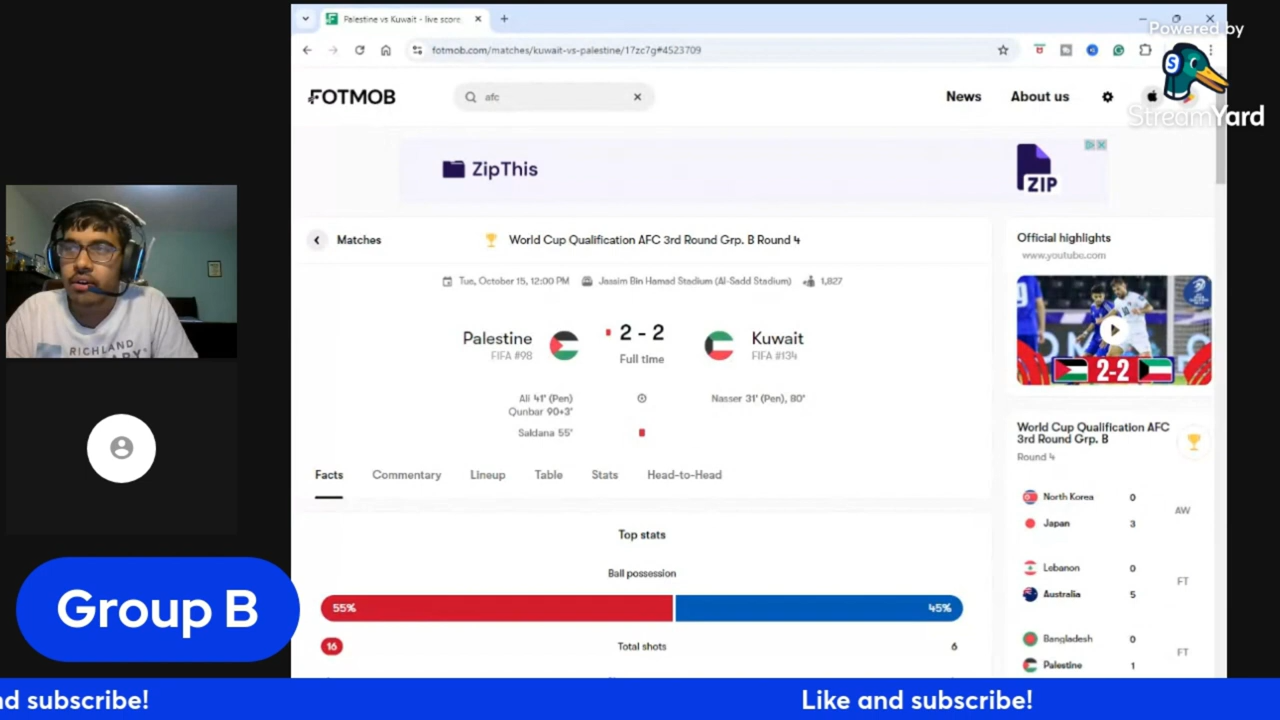 Palestine vs Kuwait - live score
fotmob.com/matches/kuwait-vs-palestine/17zc7g#4523709
Powered by
StreamYard
FOTMOB
afc
News
About us
ZipThis
ZIP
Matches
World Cup Qualification AFC 3rd Round Grp. B Round 4
Tue, October 15, 12:00 PM
Jassim Bin Hamad Stadium (Al-Sadd Stadium)
1,827
Palestine
FIFA #98
2 - 2
Full time
Kuwait
FIFA #134
Ali 41' (Pen)
Qunbar 90+3'
Nasser 31' (Pen), 80'
Saldana 55'
Facts
Commentary
Lineup
Table
Stats
Head-to-Head
Top stats
Ball possession
55%
45%
16
Total shots
6
Official highlights
www.youtube.com
2-2
World Cup Qualification AFC
3rd Round Grp. B
Round 4
North Korea 0
AW
Japan 3
Lebanon 0
FT
Australia 5
Bangladesh 0
FT
Palestine 1
RICHLAND
Group B
nd subscribe!
Like and subscribe!